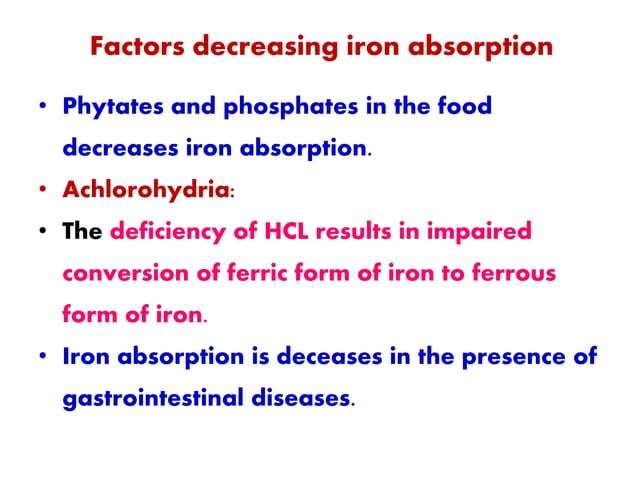 Factors decreasing iron absorption
• Phytates and phosphates in the food
decreases iron absorption.
• Achlorohydria:
• The deficiency of HCL results in impaired
conversion of ferric form of iron to ferrous
form of iron.
• Iron absorption is deceases in the presence of
gastrointestinal diseases.